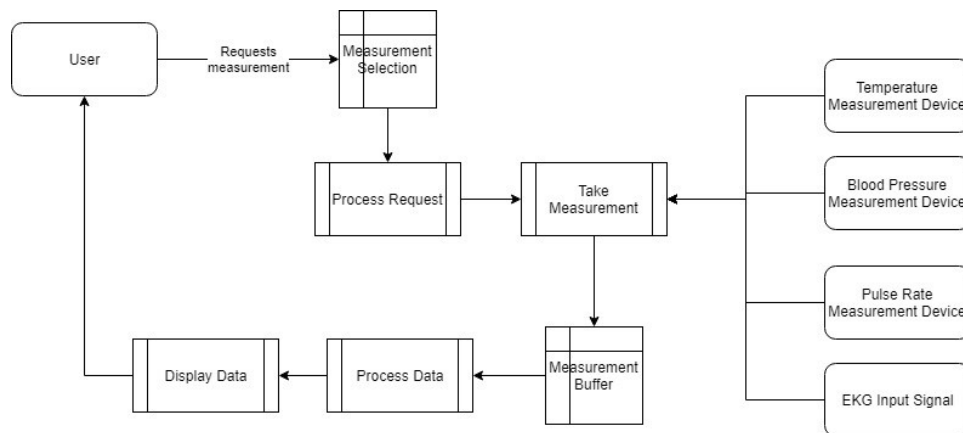 User
Requests
measurement
Measurement
Selection
Temperature
Measurement Device
Process Request
Take
Measurement
Blood Pressure
Measurement Device
Pulse Rate
Measurement Device
Display Data
Process Data
Measurement
Buffer
EKG Input Signal